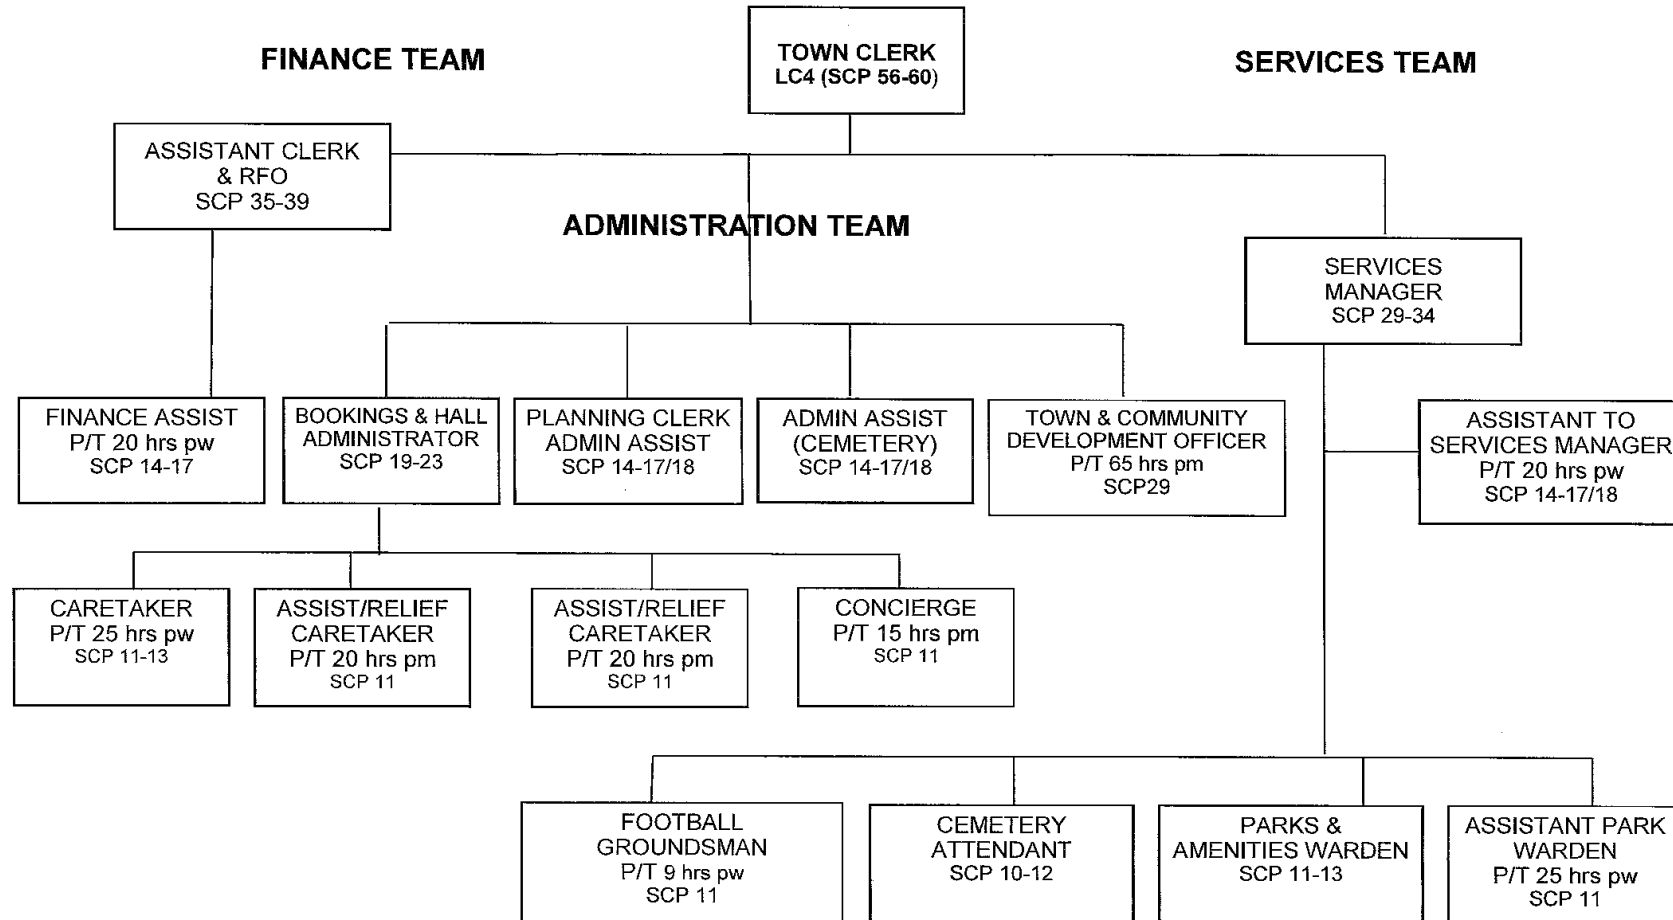 FINANCE TEAM
TOWN CLERK
LC4 (SCP 56-60)
SERVICES TEAM
ASSISTANT CLERK
& RFO
SCP 35-39
ADMINISTRATION TEAM
SERVICES
MANAGER
SCP 29-34
FINANCE ASSIST
P/T 20 hrs pw
SCP 14-17
BOOKINGS & HALL
ADMINISTRATOR
SCP 19-23
PLANNING CLERK
ADMIN ASSIST
SCP 14-17/18
ADMIN ASSIST
(CEMETERY)
SCP 14-17/18
TOWN & COMMUNITY
DEVELOPMENT OFFICER
P/T 65 hrs pm
SCP29
ASSISTANT TO
SERVICES MANAGER
P/T 20 hrs pw
SCP 14-17/18
CARETAKER
P/T 25 hrs pw
SCP 11-13
ASSIST/RELIEF
CARETAKER
P/T 20 hrs pm
SCP 11
ASSIST/RELIEF
CARETAKER
P/T 20 hrs pm
SCP 11
CONCIERGE
P/T 15 hrs pm
SCP 11
FOOTBALL
GROUNDSMAN
P/T 9 hrs pw
SCP 11
CEMETERY
ATTENDANT
SCP 10-12
PARKS &
AMENITIES WARDEN
SCP 11-13
ASSISTANT PARK
WARDEN
P/T 25 hrs pw
SCP 11